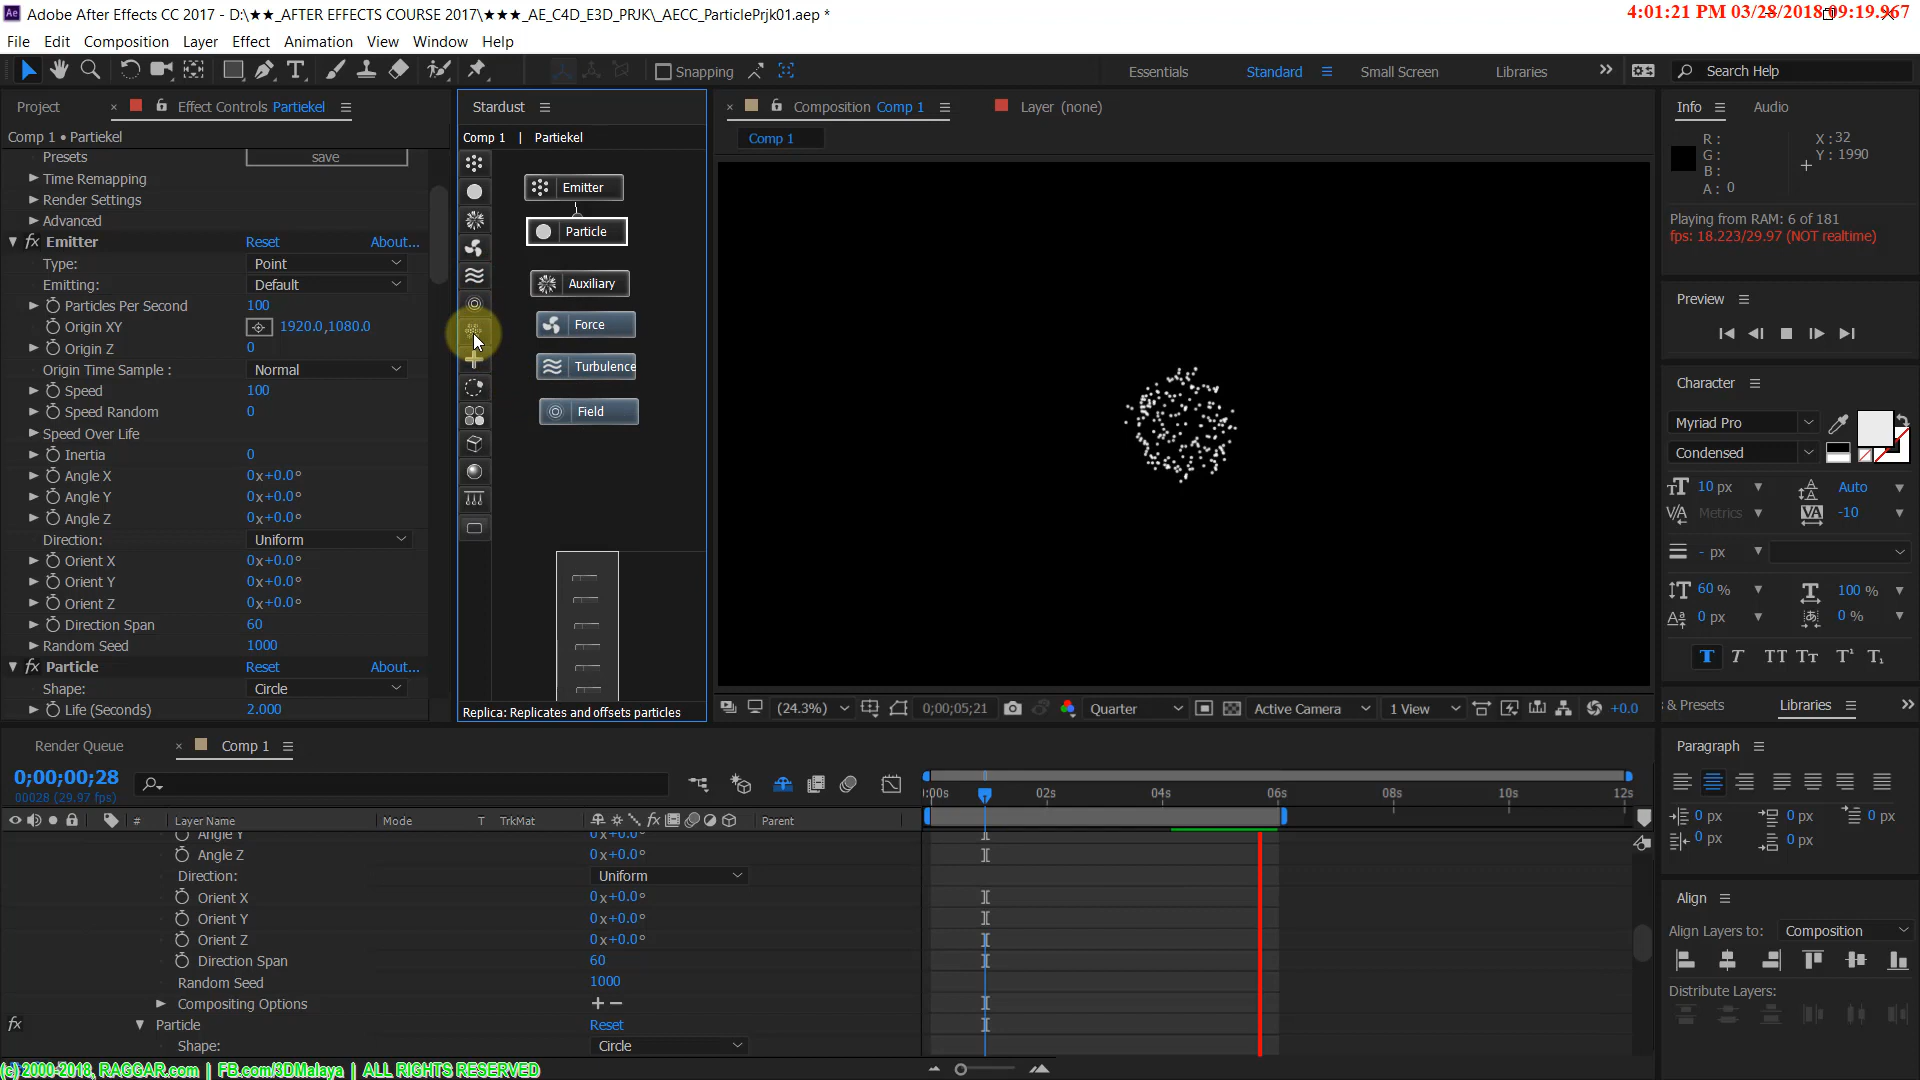 Adobe After Effects CC 2017 - D:\★★_AFTER EFFECTS COURSE 2017\★★★_AE_C4D_E3D_PRJK\_AECC_ParticlePrjk01.aep *
4:01:21 PM 03/28/2018 09:19.967
File Edit Composition Layer Effect Animation View Window Help
Snapping
Essentials Standard Small Screen Libraries Search Help
Project Effect Controls Partiekel
Comp 1 • Partiekel
Presets save
Time Remapping
Render Settings
Advanced
fx Emitter Reset About...
Type: Point
Emitting: Default
Particles Per Second 100
Origin XY 1920.0,1080.0
Origin Z 0
Origin Time Sample : Normal
Speed 100
Speed Random 0
Speed Over Life
Inertia 0
Angle X 0x+0.0°
Angle Y 0x+0.0°
Angle Z 0x+0.0°
Direction: Uniform
Orient X 0x+0.0°
Orient Y 0x+0.0°
Orient Z 0x+0.0°
Direction Span 60
Random Seed 1000
fx Particle Reset About...
Shape: Circle
Life (Seconds) 2.000
Stardust
Comp 1 | Partiekel
Emitter
Particle
Auxiliary
Force
Turbulence
Field
Replica: Replicates and offsets particles
Composition Comp 1 Layer (none)
Comp 1
(24.3%) 0;00;05;21 Quarter Active Camera 1 View +0.0
Info Audio
R : X : 32
G : Y : 1990
B :
A : 0
Playing from RAM: 6 of 181
fps: 18.223/29.97 (NOT realtime)
Preview
Character
Myriad Pro
Condensed
10 px Auto
Metrics -10
- px
60 % 100 %
0 px 0 %
T T TT Tт T¹ T₁
s & Presets Libraries
Paragraph
0 px 0 px 0 px
0 px 0 px
Align
Align Layers to: Composition
Distribute Layers:
Render Queue Comp 1
0;00;00;28
00028 (29.97 fps)
:00s 02s 04s 06s 08s 10s 12s
# Layer Name Mode T TrkMat Parent
Angle Y 0x+0.0°
Angle Z 0x+0.0°
Direction: Uniform
Orient X 0x+0.0°
Orient Y 0x+0.0°
Orient Z 0x+0.0°
Direction Span 60
Random Seed 1000
Compositing Options + −
fx Particle Reset
Shape: Circle
(c) 2000-2018, RAGGAR.com | FB.com/3DMalaya | ALL RIGHTS RESERVED